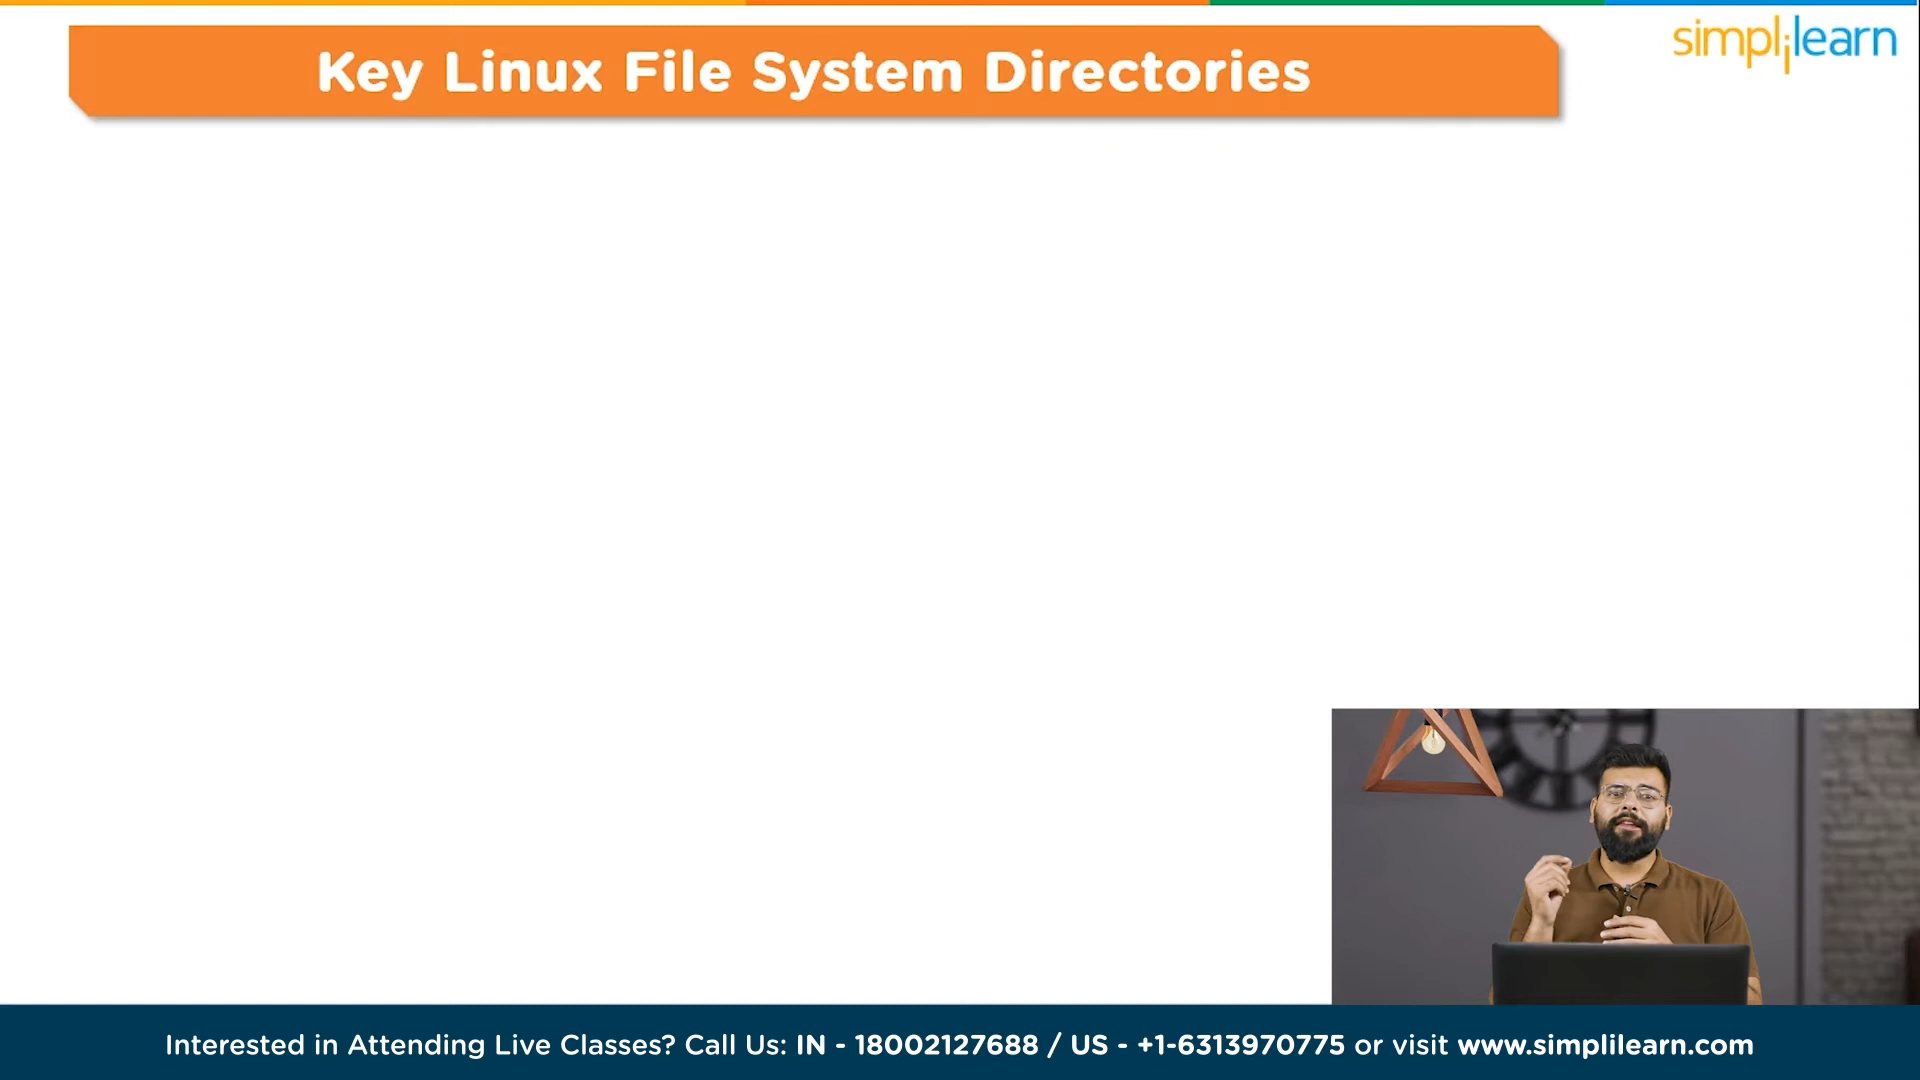 Key Linux File System Directories
simplilearn
Interested in Attending Live Classes? Call Us: IN - 18002127688 / US - +1-6313970775 or visit www.simplilearn.com